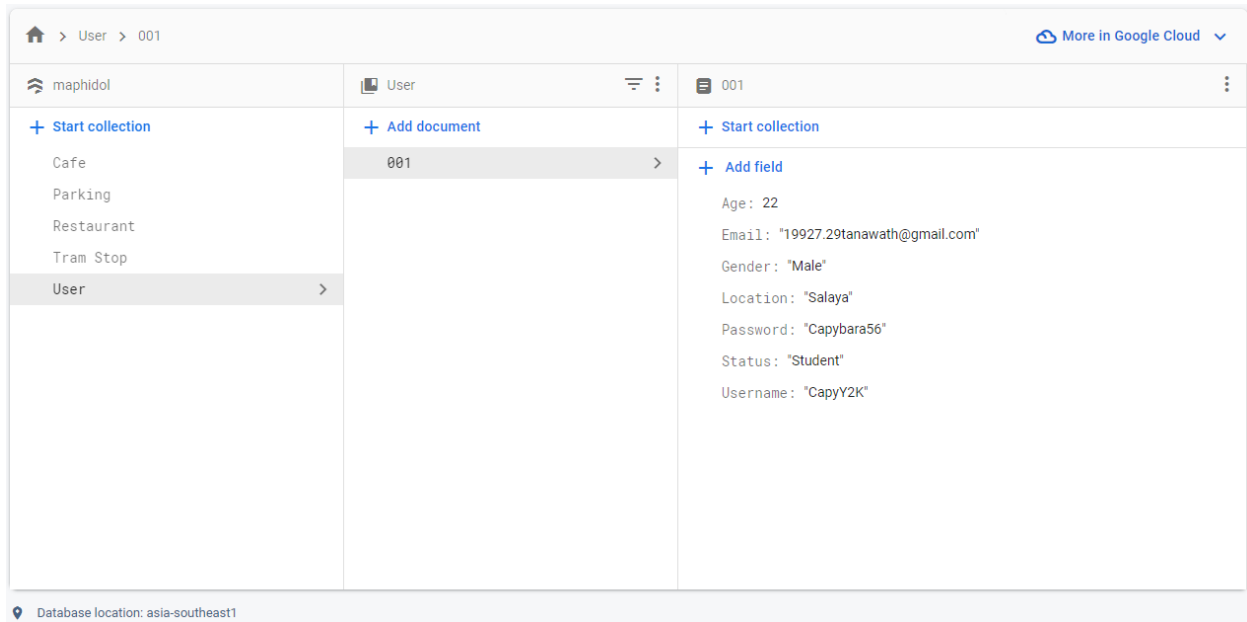 User > 001
More in Google Cloud
maphidol
User
001
Start collection
Add document
Start collection
Cafe
001
Add field
Parking
Age: 22
Restaurant
Email: "19927.29tanawath@gmail.com"
Tram Stop
Gender: "Male"
User
Location: "Salaya"
Password: "Capybara56"
Status: "Student"
Username: "CapyY2K"
Database location: asia-southeast1